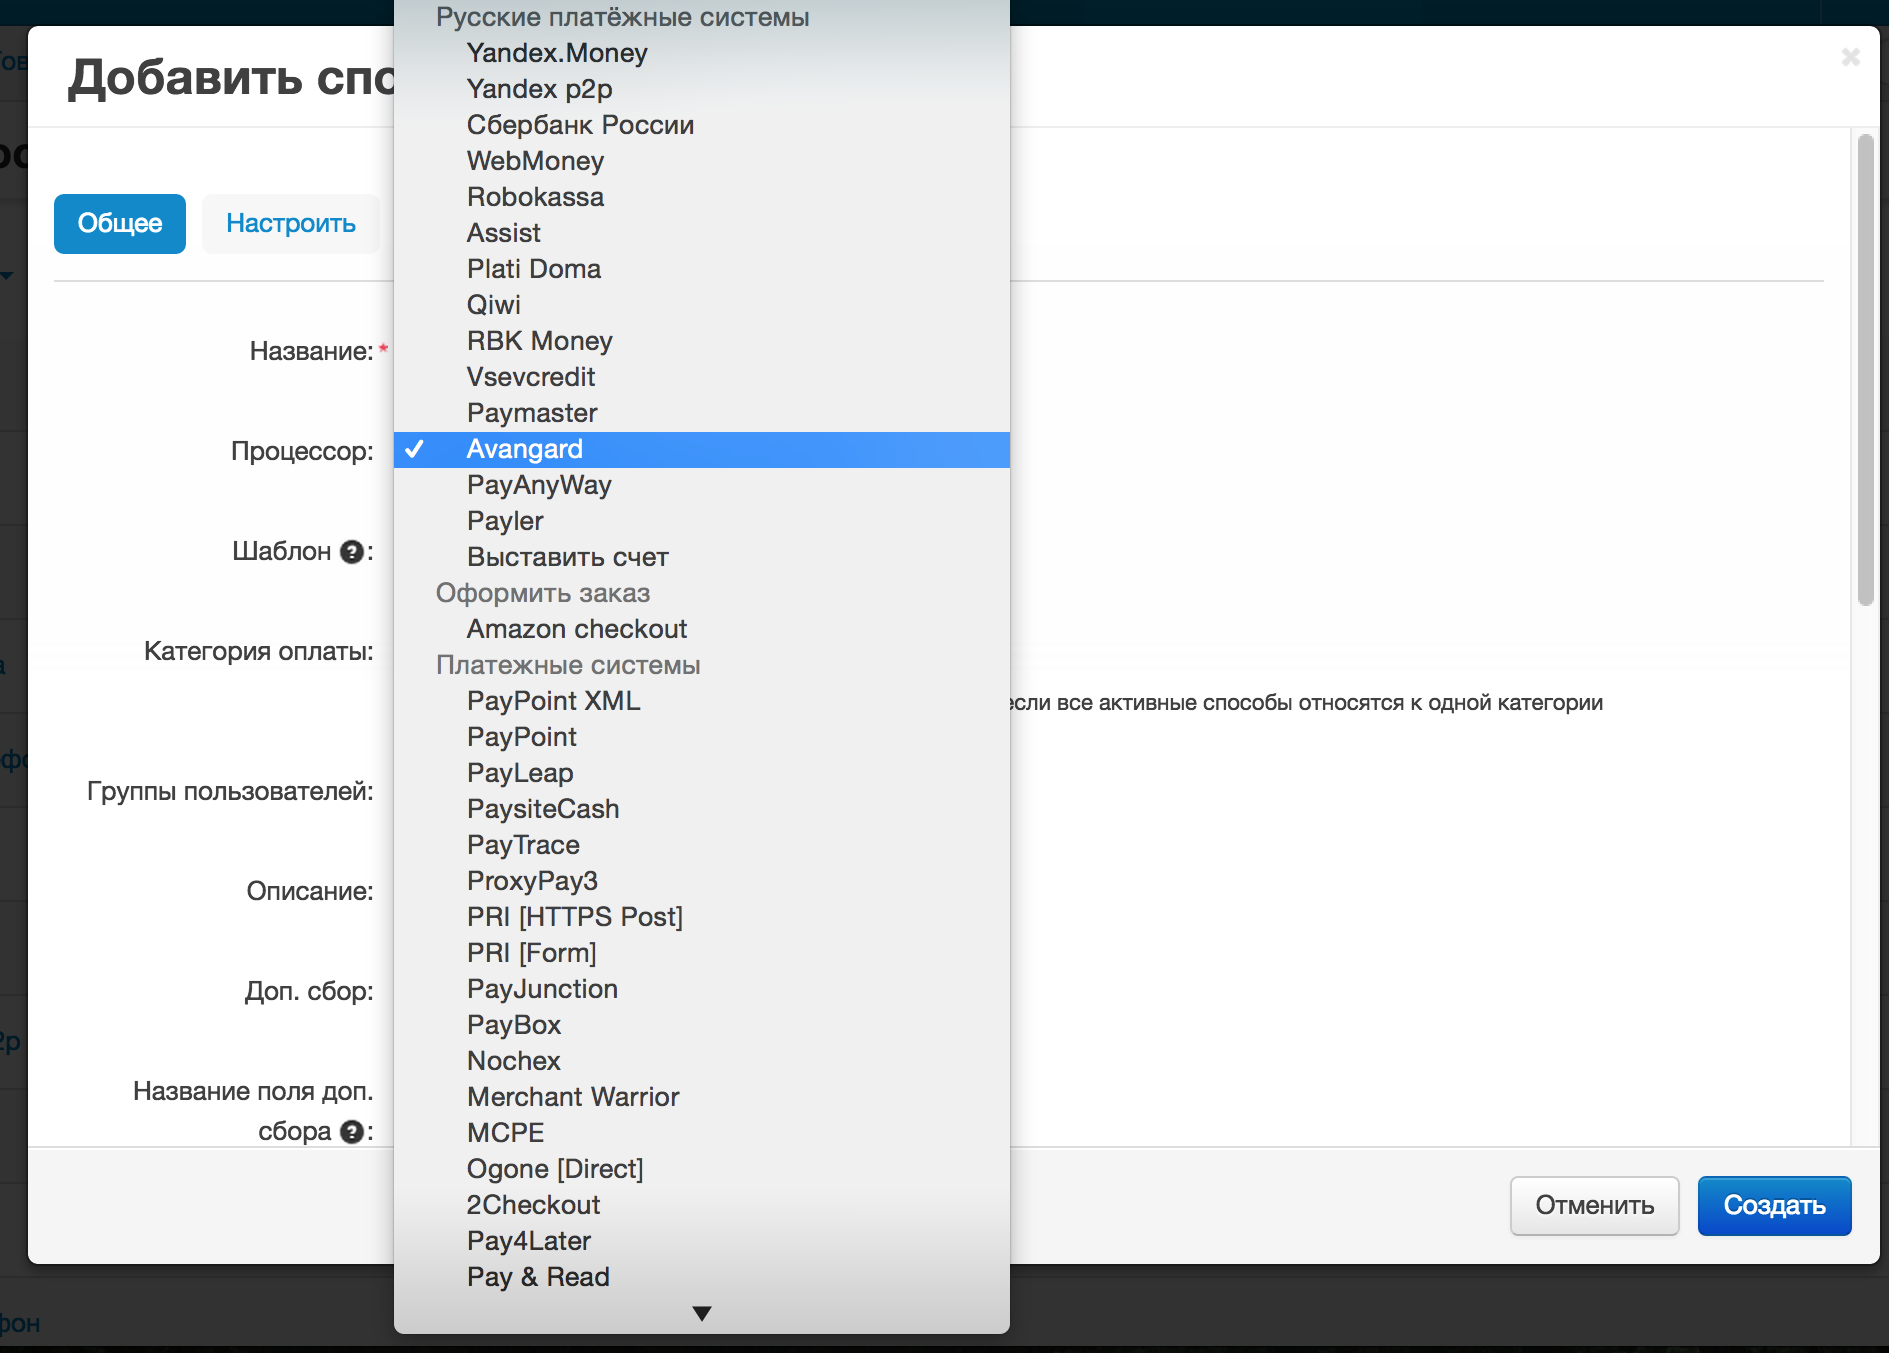 Добавить
Общее
Настроить
Название:*
Процессор:
Шаблон ?:
Категория оплаты:
Группы пользователей:
Описание:
Доп. сбор:
Название поля доп.
сбора ?:
Русские платёжные системы
Yandex.Money
Yandex p2p
Сбербанк России
WebMoney
Robokassa
Assist
Plati Doma
Qiwi
RBK Money
Vsevcredit
Paymaster
✓ Avangard
PayAnyWay
Payler
Выставить счет
Оформить заказ
Amazon checkout
Платежные системы
PayPoint XML
PayPoint
PayLeap
PaysiteCash
PayTrace
ProxyPay3
PRI [HTTPS Post]
PRI [Form]
PayJunction
PayBox
Nochex
Merchant Warrior
MCPE
Ogone [Direct]
2Checkout
Pay4Later
Pay & Read
если все активные способы относятся к одной категории
Отменить
Создать